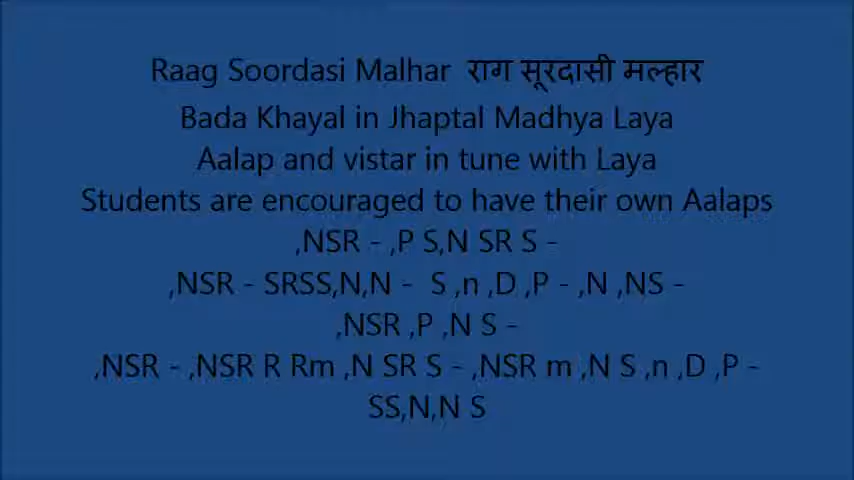 Raag Soordasi Malhar राग सूरदासी मल्हार
Bada Khayal in Jhaptal Madhya Laya
Aalap and vistar in tune with Laya
Students are encouraged to have their own Aalaps
,NSR - ,P S,N SR S -
,NSR - SRSS,N,N - S ,n ,D ,P - ,N ,NS -
,NSR ,P ,N S -
,NSR - ,NSR R Rm ,N SR S - ,NSR m ,N S ,n ,D ,P -
SS,N,N S